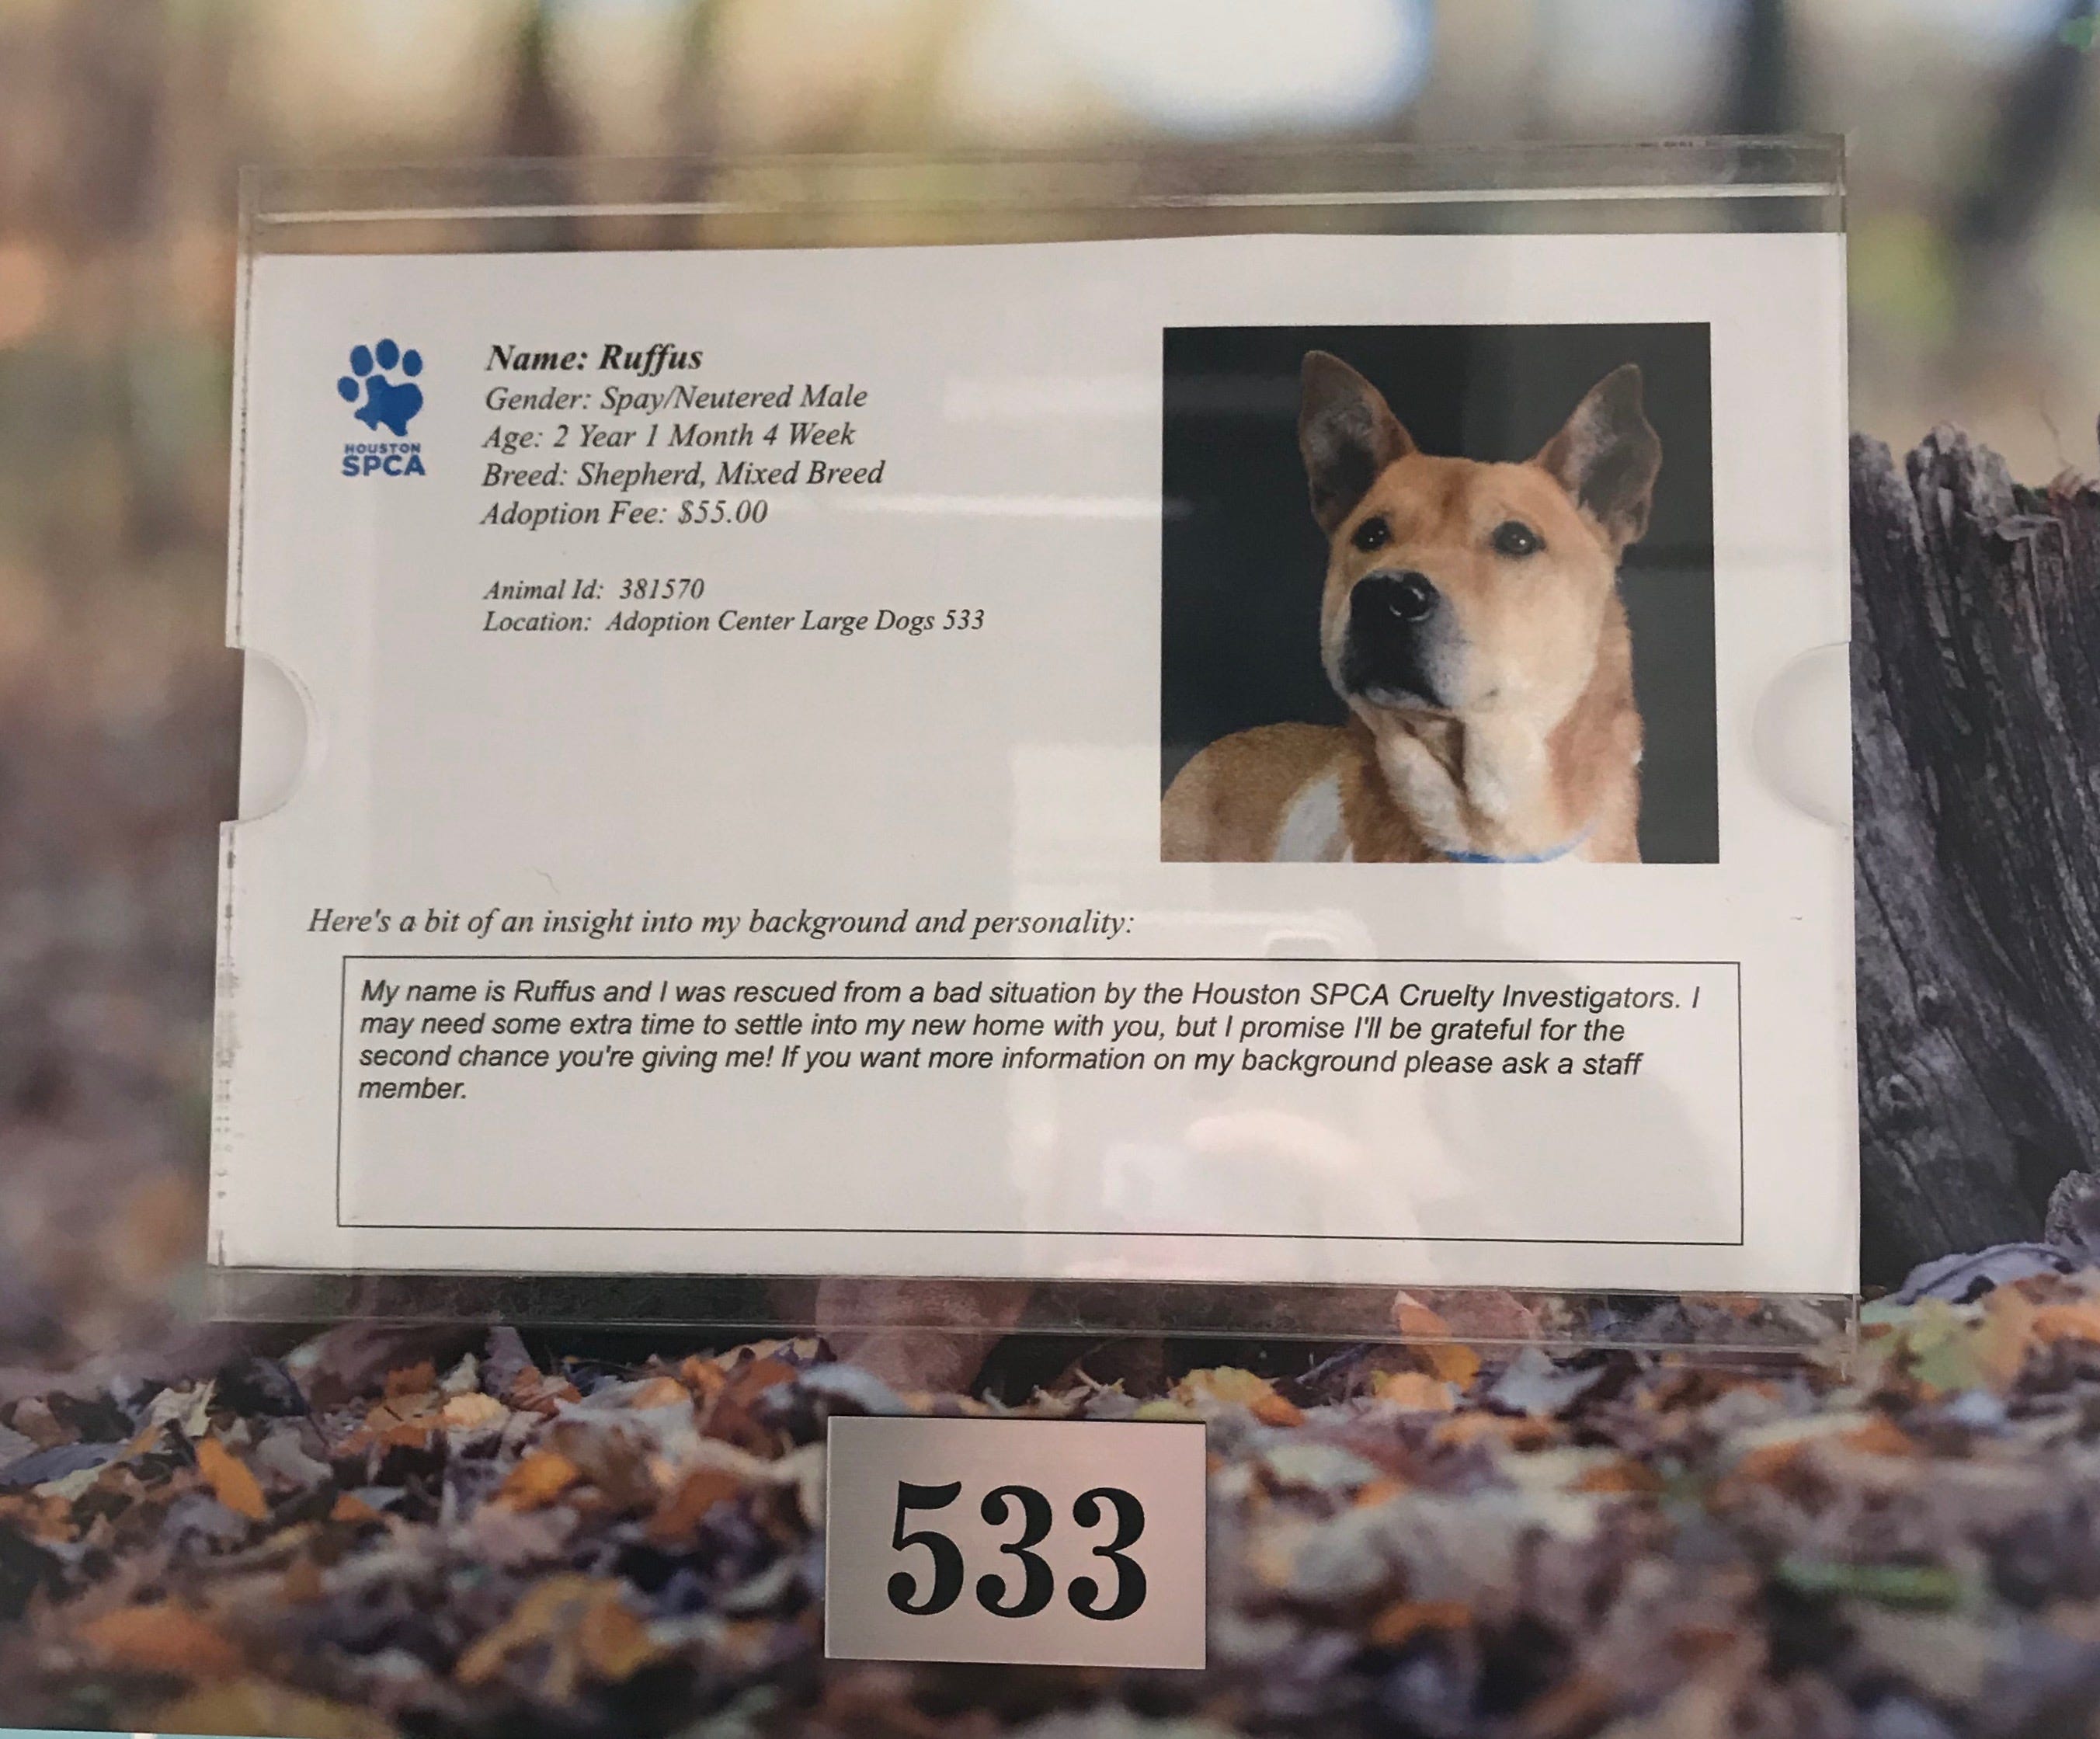 HOUSTON
SPCA
Name: Ruffus
Gender: Spay/Neutered Male
Age: 2 Year 1 Month 4 Week
Breed: Shepherd, Mixed Breed
Adoption Fee: $55.00
Animal Id: 381570
Location: Adoption Center Large Dogs 533
Here's a bit of an insight into my background and personality:
My name is Ruffus and I was rescued from a bad situation by the Houston SPCA Cruelty Investigators. I
may need some extra time to settle into my new home with you, but I promise I'll be grateful for the
second chance you're giving me! If you want more information on my background please ask a staff
member.
533